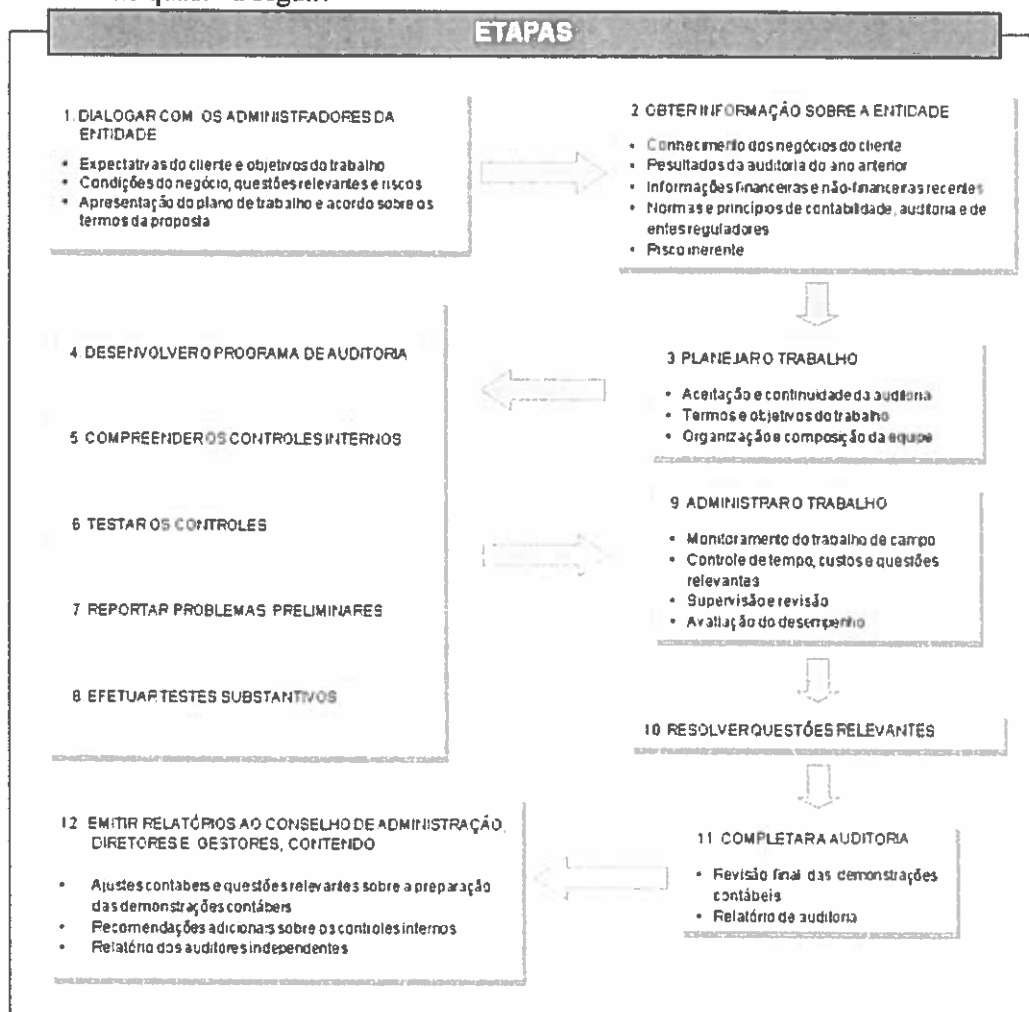 ETAPAS
1. DIALOGAR COM OS ADMINISTRADORES DA
ENTIDADE
• Expectativas do cliente e objetivos do trabalho
• Condições do negócio, questões relevantes e riscos
• Apresentação do plano de trabalho e acordo sobre os
termos da proposta
2 OBTER INFORMAÇÃO SOBRE A ENTIDADE
• Conhecimento dos negócios do cliente
• Resultados da auditoria do ano anterior
• Informações financeiras e não-financeiras recentes
• Normas e princípios de contabilidade, auditoria e de
entes reguladores
• Risco inerente
3 PLANEJAR O TRABALHO
• Aceitação e continuidade da auditoria
• Termos e objetivos do trabalho
• Organização e composição da equipe
4. DESENVOLVER O PROGRAMA DE AUDITORIA
5 COMPREENDER OS CONTROLES INTERNOS
6 TESTAR OS CONTROLES
7 REPORTAR PROBLEMAS PRELIMINARES
8 EFETUAR TESTES SUBSTANTIVOS
9 ADMINISTRAR O TRABALHO
• Monitoramento do trabalho de campo
• Controle de tempo, custos e questões
relevantes
• Supervisão e revisão
• Avaliação do desempenho
10 RESOLVER QUESTÕES RELEVANTES
11 COMPLETAR A AUDITORIA
• Revisão final das demonstrações
contábeis
• Relatório de auditoria
12 EMITIR RELATÓRIOS AO CONSELHO DE ADMINISTRAÇÃO,
DIRETORES E GESTORES, CONTENDO
• Ajustes contábeis e questões relevantes sobre a preparação
das demonstrações contábeis
• Recomendações adicionais sobre os controles internos
• Relatório dos auditores independentes